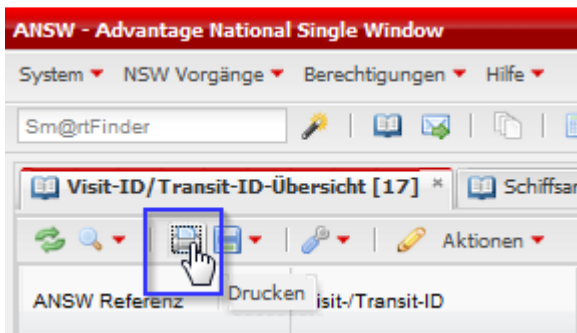 ANSW - Advantage National Single Window
System NSW Vorgänge Berechtigungen Hilfe
Sm@rtFinder
Visit-ID/Transit-ID-Übersicht [17] × Schiffsan
Aktionen
Drucken
ANSW Referenz isit-/Transit-ID